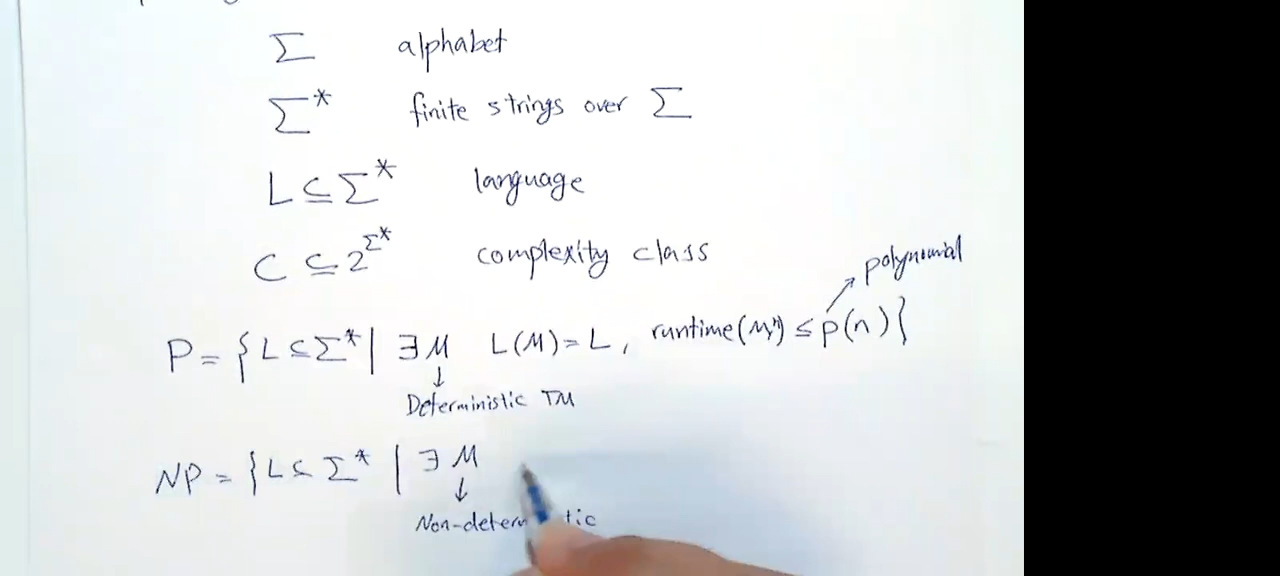 Σ alphabet
Σ* finite strings over Σ
L ⊆ Σ* language
C ⊆ 2^Σ* complexity class
polynomial
P = { L ⊆ Σ* | ∃ M L(M) = L, runtime(M,n) ≤ p(n) }
Deterministic TM
NP = { L ⊆ Σ* | ∃ M